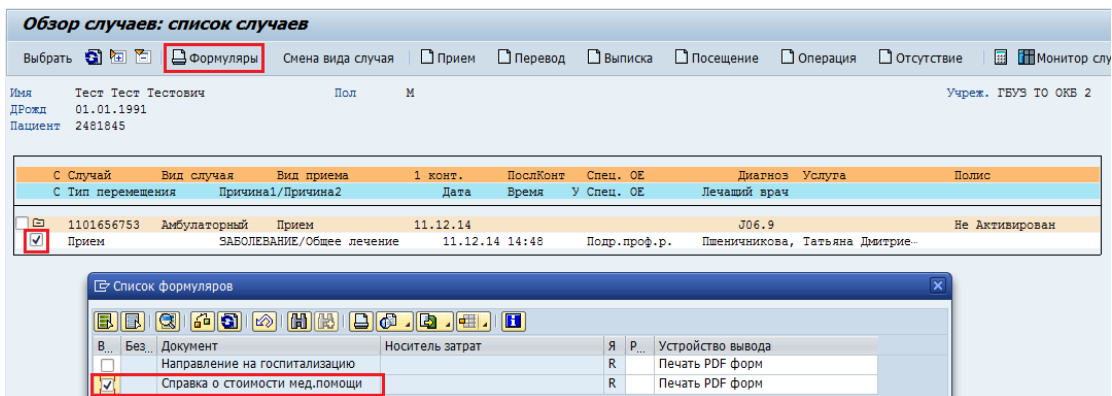 Обзор случаев: список случаев
Выбрать Формуляры Смена вида случая Прием Перевод Выписка Посещение Операция Отсутствие Монитор слу
Имя Тест Тест Тестович Пол М Учреж. ГБУЗ ТО ОКБ 2
ДРожд 01.01.1991
Пациент 2481845
С Случай Вид случая Вид приема 1 конт. ПослКонт Спец. ОЕ Диагноз Услуга Полис
С Тип перемещения Причина1/Причина2 Дата Время У Спец. ОЕ Лечащий врач
1101656753 Амбулаторный Прием 11.12.14 J06.9 Не Активирован
Прием ЗАБОЛЕВАНИЕ/Общее лечение 11.12.14 14:48 Подр.проф.р. Пшеничникова, Татьяна Дмитрие…
Список формуляров
В... Без... Документ Носитель затрат Я Р... Устройство вывода
Направление на госпитализацию R Печать PDF форм
Справка о стоимости мед.помощи R Печать PDF форм